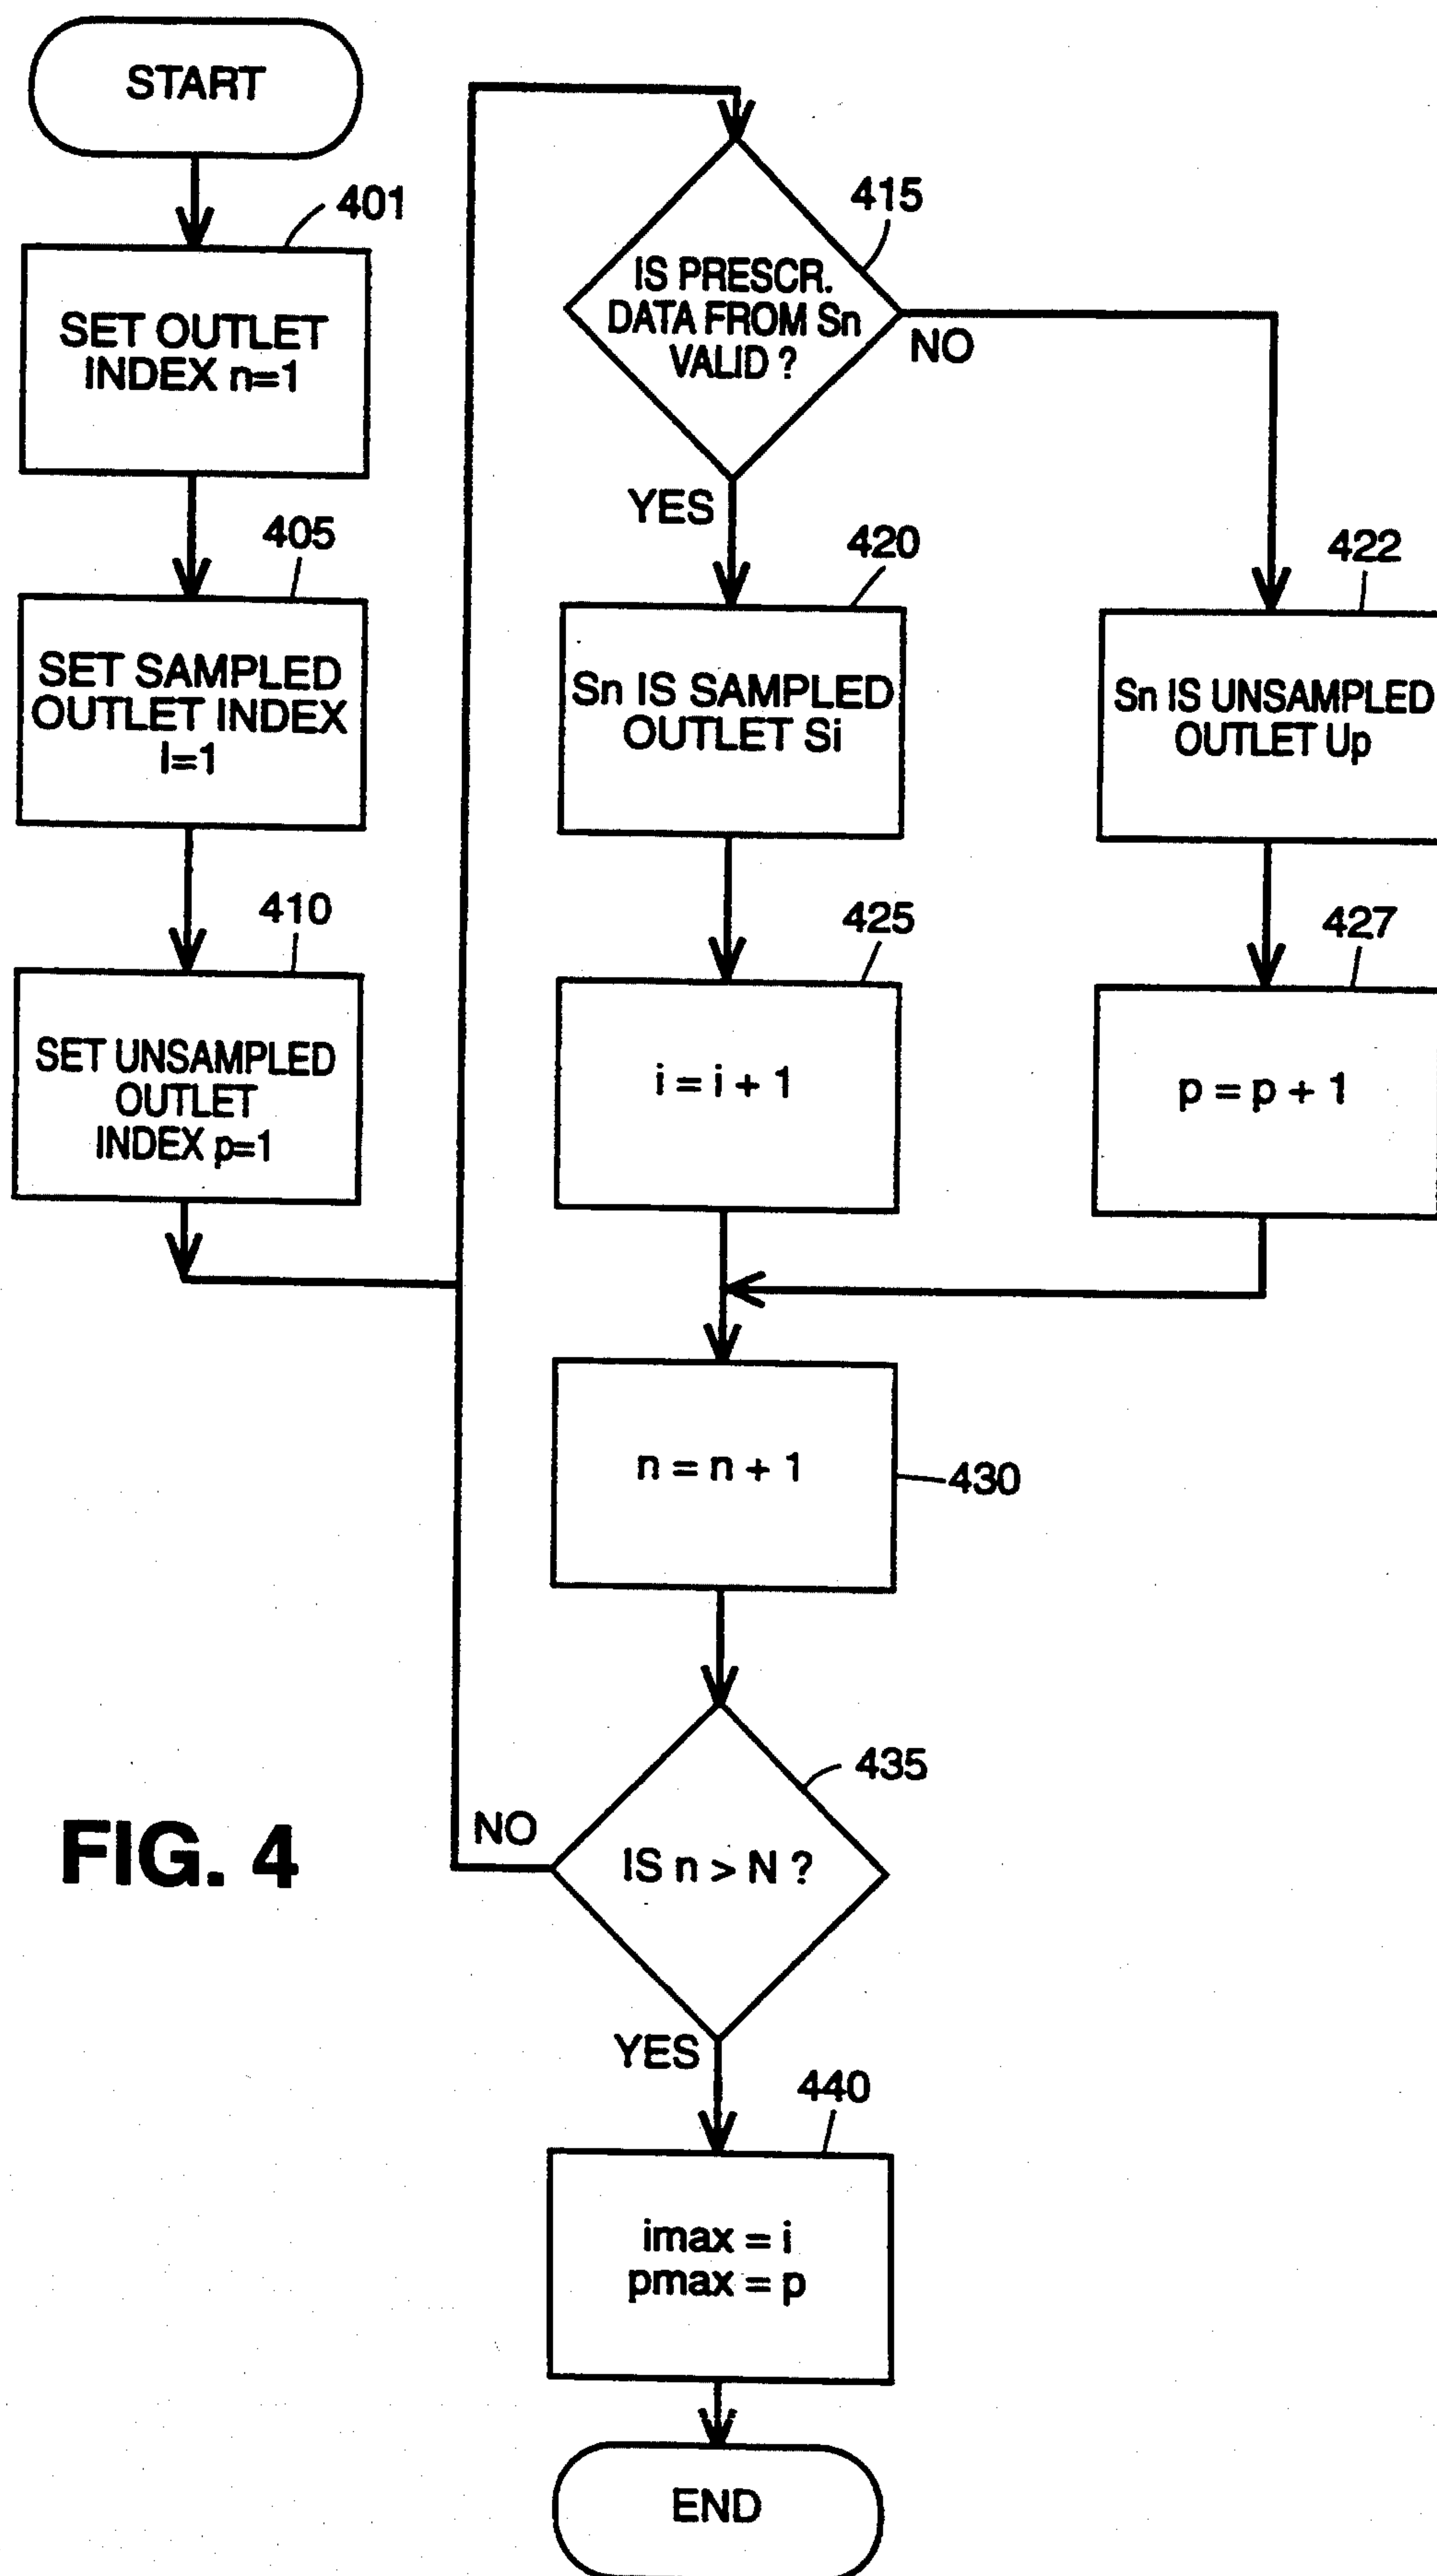 START
401
SET OUTLET
INDEX n=1
405
SET SAMPLED
OUTLET INDEX
I=1
410
SET UNSAMPLED
OUTLET
INDEX p=1
415
IS PRESCR.
DATA FROM Sn
VALID ?
NO
YES
420
Sn IS SAMPLED
OUTLET Si
422
Sn IS UNSAMPLED
OUTLET Up
425
i = i + 1
427
p = p + 1
n = n + 1
430
435
IS n > N ?
NO
YES
440
imax = i
pmax = p
END
FIG. 4